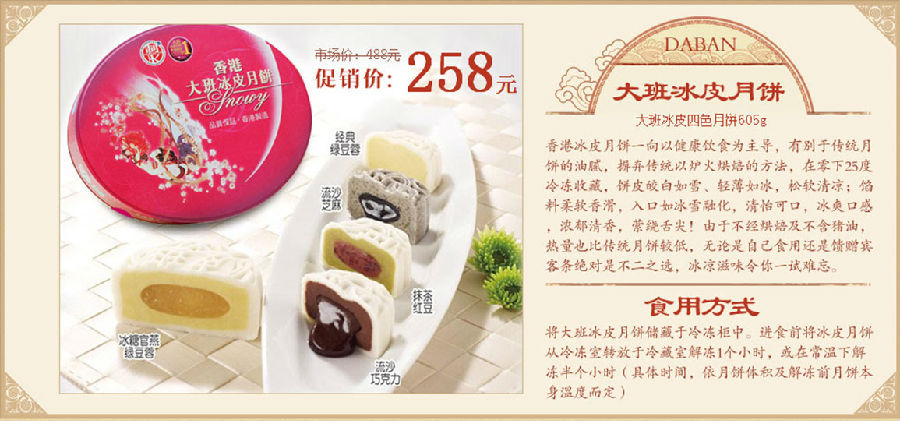 香港
大班冰皮月饼
Snowy
市场价：488元
促销价：258元
经典
绿豆蓉
流沙
芝麻
抹茶
红豆
流沙
巧克力
冰糖官燕
绿豆蓉
DABAN
大班冰皮月饼
大班冰皮四色月饼605g
香港冰皮月饼一向以健康饮食为主导，有别于传统月
饼的油腻，摒弃传统以炉火烘焙的方法，在零下25度
冷冻收藏，饼皮皎白如雪、轻薄如冰，松软清凉；馅
料柔软香滑，入口如冰雪融化，清怡可口，冰爽口感
，浓郁清香，萦绕舌尖！由于不经烘焙及不含猪油，
热量也比传统月饼较低，无论是自己食用还是馈赠宾
客条绝对是不二之选，冰凉滋味令你一试难忘。
食用方式
将大班冰皮月饼储藏于冷冻柜中。进食前将冰皮月饼
从冷冻室转放于冷藏室解冻1个小时，或在常温下解
冻半个小时（具体时间，依月饼体积及解冻前月饼本
身温度而定）